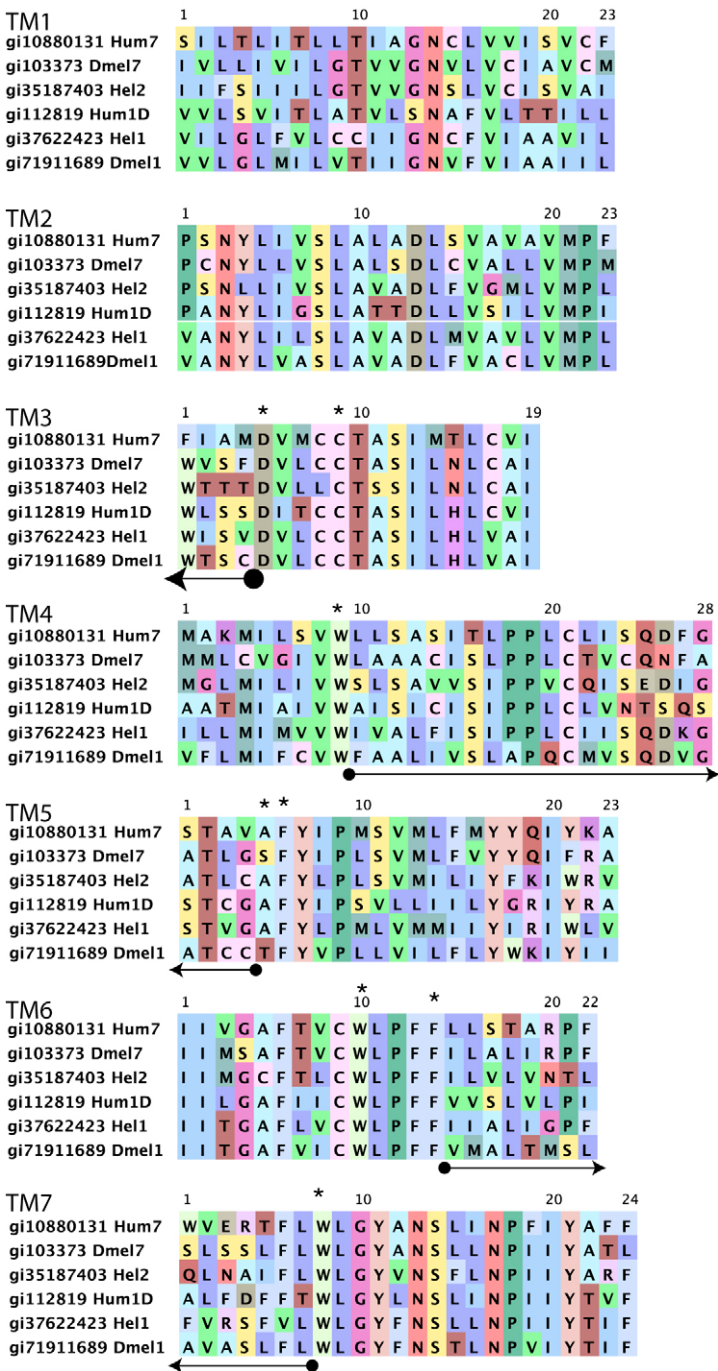 TM1
1 10 20 23
gi10880131 Hum7 S I L T L I T L L T I A G N C L V V I S V C F
gi103373 Dmel7 I V L L I V I L G T V V G N V L V C I A V C M
gi35187403 Hel2 I I F S I I I L G T V V G N S L V C I S V A I
gi112819 Hum1D V V L S V I T L A T V L S N A F V L T T I L L
gi37622423 Hel1 V I L G L F V L C C I I G N C F V I A A V I L
gi71911689 Dmel1 V V L G L M I L V T I I G N V F V I A A I I L
TM2
1 10 20 23
gi10880131 Hum7 P S N Y L I V S L A L A D L S V A V A V M P F
gi103373 Dmel7 P C N Y L L V S L A L S D L C V A L L V M P M
gi35187403 Hel2 P S N L L I V S L A V A D L F V G M L V M P L
gi112819 Hum1D P A N Y L I G S L A T T D L L V S I L V M P I
gi37622423 Hel1 V A N Y L I L S L A V A D L M V A V L V M P L
gi71911689Dmel1 V A N Y L V A S L A V A D L F V A C L V M P L
TM3
1 * * 10 19
gi10880131 Hum7 F I A M D V M C C T A S I M T L C V I
gi103373 Dmel7 W V S F D V L C C T A S I L N L C A I
gi35187403 Hel2 W T T T D V L L C T S S I L N L C A I
gi112819 Hum1D W L S S D I T C C T A S I L H L C V I
gi37622423 Hel1 W I S V D V L C C T A S I L H L V A I
gi71911689 Dmel1 W T S C D V L C C T A S I L H L V A I
TM4
1 * 10 20 28
gi10880131 Hum7 M A K M I L S V W L L S A S I T L P P L C L I S Q D F G
gi103373 Dmel7 M M L C V G I V W L A A A C I S L P P L C T V C Q N F A
gi35187403 Hel2 M G L M I L I V W S L S A V V S I P P V C Q I S E D I G
gi112819 Hum1D A A T M I A I V W A I S I C I S I P P L C L V N T S Q S
gi37622423 Hel1 I L L M I M V V W I V A L F I S I P P L C I I S Q D K G
gi71911689 Dmel1 V F L M I F C V W F A A L I V S L A P Q C M V S Q D V G
TM5
1 * * 10 20 23
gi10880131 Hum7 S T A V A F Y I P M S V M L F M Y Y Q I Y K A
gi103373 Dmel7 A T L G S F Y I P L S V M L F V Y Y Q I F R A
gi35187403 Hel2 A T L C A F Y L P L S V M I L I Y F K I W R V
gi112819 Hum1D S T C G A F Y I P S V L L I I L Y G R I Y R A
gi37622423 Hel1 S T V G A F Y L P M L V M M I I Y I R I W L V
gi71911689 Dmel1 A T C C T F Y V P L L V I L F L Y W K I Y I I
TM6
1 * 10 * 20 22
gi10880131 Hum7 I I V G A F T V C W L P F F L L S T A R P F
gi103373 Dmel7 I I M S A F T V C W L P F F I L A L I R P F
gi35187403 Hel2 I I M G C F T L C W L P F F I L V L V N T L
gi112819 Hum1D I I L G A F I I C W L P F F V V S L V L P I
gi37622423 Hel1 I I T G A F L V C W L P F F I I A L I G P F
gi71911689 Dmel1 I I T G A F V I C W L P F F V M A L T M S L
TM7
1 * 10 20 24
gi10880131 Hum7 W V E R T F L W L G Y A N S L I N P F I Y A F F
gi103373 Dmel7 S L S S L F L W L G Y A N S L L N P I I Y A T L
gi35187403 Hel2 Q L N A I F L W L G Y V N S F L N P I I Y A R F
gi112819 Hum1D A L F D F F T W L G Y L N S L I N P I I Y T V F
gi37622423 Hel1 F V R S F V L W L G Y F N S L L N P I I Y T I F
gi71911689 Dmel1 A V A S L F L W L G Y F N S T L N P V I Y T I F